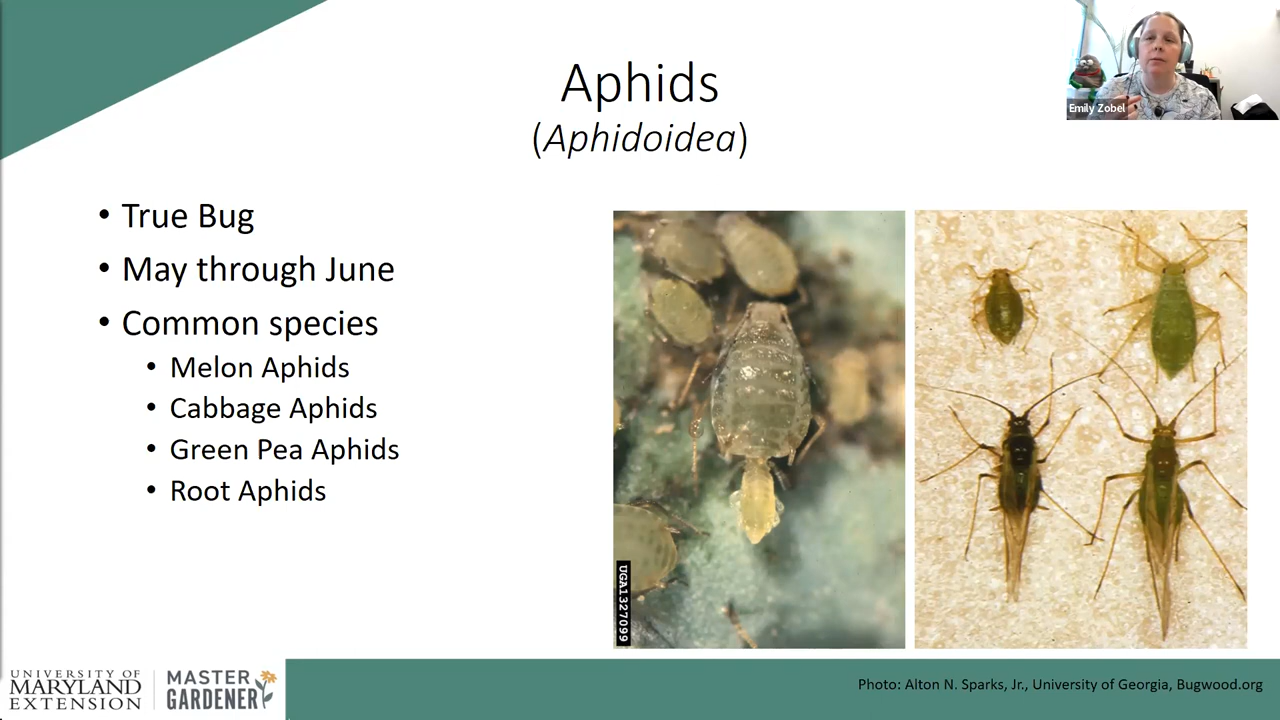 Aphids
(Aphidoidea)
Emily Zobel
• True Bug
• May through June
• Common species
• Melon Aphids
• Cabbage Aphids
• Green Pea Aphids
• Root Aphids
UGA1327099
UNIVERSITY OF
MARYLAND
EXTENSION
MASTER
GARDENER
Photo: Alton N. Sparks, Jr., University of Georgia, Bugwood.org